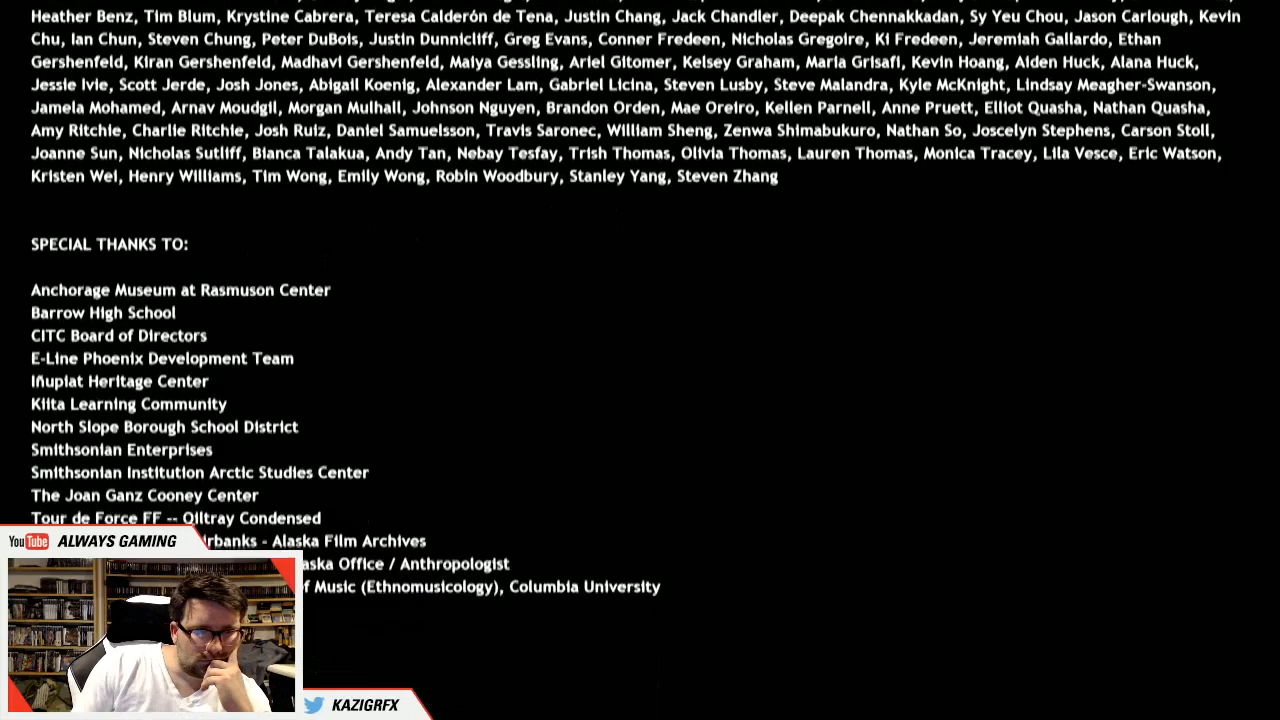 Heather Benz, Tim Blum, Krystine Cabrera, Teresa Calderón de Tena, Justin Chang, Jack Chandler, Deepak Chennakkadan, Sy Yeu Chou, Jason Carlough, Kevin
Chu, Ian Chun, Steven Chung, Peter DuBois, Justin Dunnicliff, Greg Evans, Conner Fredeen, Nicholas Gregoire, Ki Fredeen, Jeremiah Gallardo, Ethan
Gershenfeld, Kiran Gershenfeld, Madhavi Gershenfeld, Maiya Gessling, Ariel Gitomer, Kelsey Graham, Maria Grisafi, Kevin Hoang, Aiden Huck, Alana Huck,
Jessie Ivie, Scott Jerde, Josh Jones, Abigail Koenig, Alexander Lam, Gabriel Licina, Steven Lusby, Steve Malandra, Kyle McKnight, Lindsay Meagher-Swanson,
Jamela Mohamed, Arnav Moudgil, Morgan Mulhall, Johnson Nguyen, Brandon Orden, Mae Oreiro, Kellen Parnell, Anne Pruett, Elliot Quasha, Nathan Quasha,
Amy Ritchie, Charlie Ritchie, Josh Ruiz, Daniel Samuelsson, Travis Saronec, William Sheng, Zenwa Shimabukuro, Nathan So, Joscelyn Stephens, Carson Stoll,
Joanne Sun, Nicholas Sutliff, Bianca Talakua, Andy Tan, Nebay Tesfay, Trish Thomas, Olivia Thomas, Lauren Thomas, Monica Tracey, Lila Vesce, Eric Watson,
Kristen Wei, Henry Williams, Tim Wong, Emily Wong, Robin Woodbury, Stanley Yang, Steven Zhang
SPECIAL THANKS TO:
Anchorage Museum at Rasmuson Center
Barrow High School
CITC Board of Directors
E-Line Phoenix Development Team
Iñupiat Heritage Center
Kiita Learning Community
North Slope Borough School District
Smithsonian Enterprises
Smithsonian Institution Arctic Studies Center
The Joan Ganz Cooney Center
Tour de Force FF -- Oiltray Condensed
- Alaska Film Archives
Office / Anthropologist
Music (Ethnomusicology), Columbia University
YouTube ALWAYS GAMING
KAZIGRFX